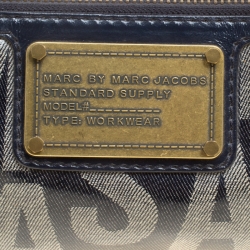 MARC BY MARC JACOBS
STANDARD SUPPLY
MODEL#
TYPE: WORKWEAR